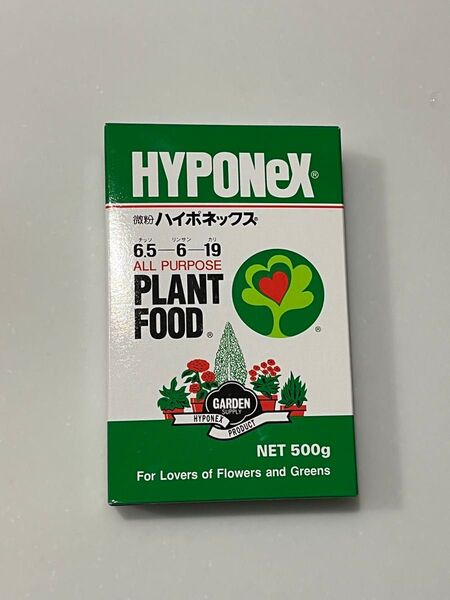 HYPONeX®
微粉 ハイポネックス®
チッソ リンサン カリ
6.5—6—19
ALL PURPOSE
PLANT
FOOD®
®
GARDEN
SUPPLY
HYPONEX PRODUCT
NET 500g
For Lovers of Flowers and Greens